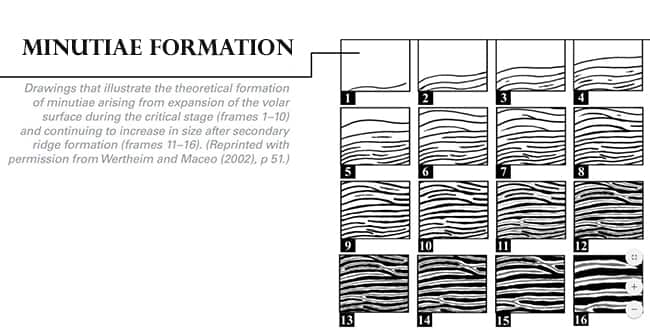 MINUTIAE FORMATION
Drawings that illustrate the theoretical formation
of minutiae arising from expansion of the volar
surface during the critical stage (frames 1–10)
and continuing to increase in size after secondary
ridge formation (frames 11–16). (Reprinted with
permission from Wertheim and Maceo (2002), p 51.)
1 2 3 4
5 6 7 8
9 10 11 12
13 14 15 16